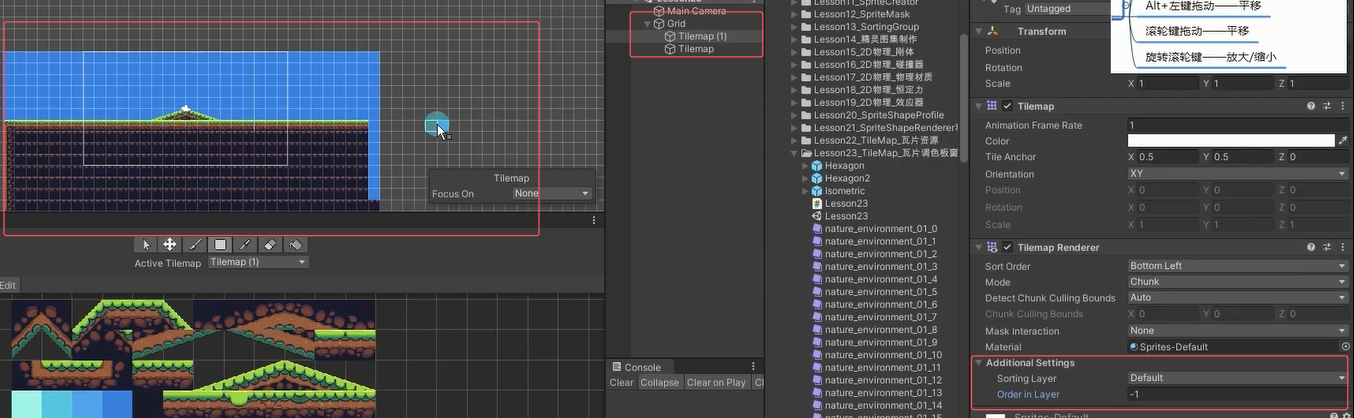 Tilemap
Focus On
None
Active Tilemap
Tilemap (1)
Edit
Main Camera
Grid
Tilemap (1)
Tilemap
Console
Clear
Collapse
Clear on Play
Lesson11_SpriteCreator
Lesson12_SpriteMask
Lesson13_SortingGroup
Lesson14_精灵图集制作
Lesson15_2D物理_刚体
Lesson16_2D物理_碰撞器
Lesson17_2D物理_物理材质
Lesson18_2D物理_恒定力
Lesson19_2D物理_效应器
Lesson20_SpriteShapeProfile
Lesson21_SpriteShapeRenderer
Lesson22_TileMap_瓦片资源
Lesson23_TileMap_瓦片调色板窗
Hexagon
Hexagon2
Isometric
Lesson23
Lesson23
nature_environment_01_0
nature_environment_01_1
nature_environment_01_2
nature_environment_01_3
nature_environment_01_4
nature_environment_01_5
nature_environment_01_6
nature_environment_01_7
nature_environment_01_8
nature_environment_01_9
nature_environment_01_10
nature_environment_01_11
nature_environment_01_12
nature_environment_01_13
nature_environment_01_14
Tag Untagged
Alt+左键拖动——平移
滚轮键拖动——平移
旋转滚轮键——放大/缩小
Transform
Position
Rotation
Scale X 1 Y 1 Z 1
Tilemap
Animation Frame Rate 1
Color
Tile Anchor X 0.5 Y 0.5 Z 0
Orientation XY
Position X 0 Y 0 Z 0
Rotation X 0 Y 0 Z 0
Scale X 1 Y 1 Z 1
Tilemap Renderer
Sort Order Bottom Left
Mode Chunk
Detect Chunk Culling Bounds Auto
Chunk Culling Bounds X 0 Y 0 Z 0
Mask Interaction None
Material Sprites-Default
Additional Settings
Sorting Layer Default
Order in Layer -1
Sprites-Default